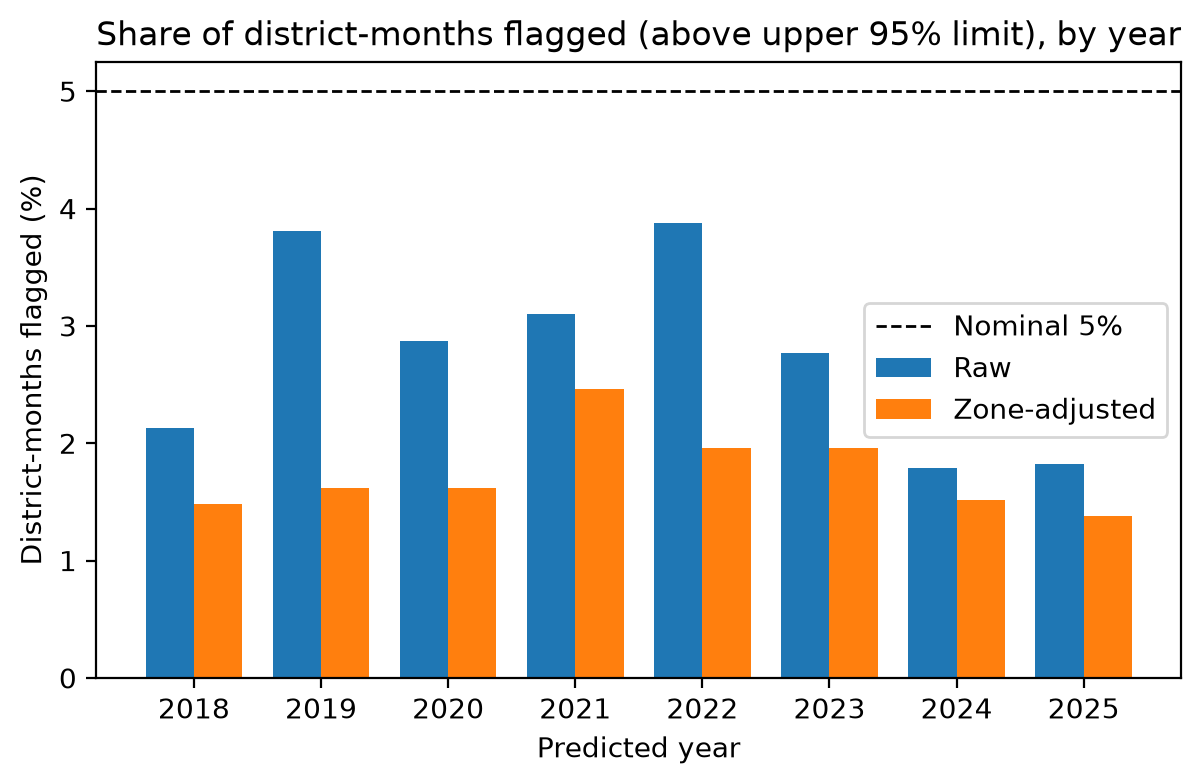 Share of district-months flagged (above upper 95% limit), by year
District-months flagged (%)
5
4
3
2
1
0
Nominal 5%
Raw
Zone-adjusted
2018 2019 2020 2021 2022 2023 2024 2025
Predicted year